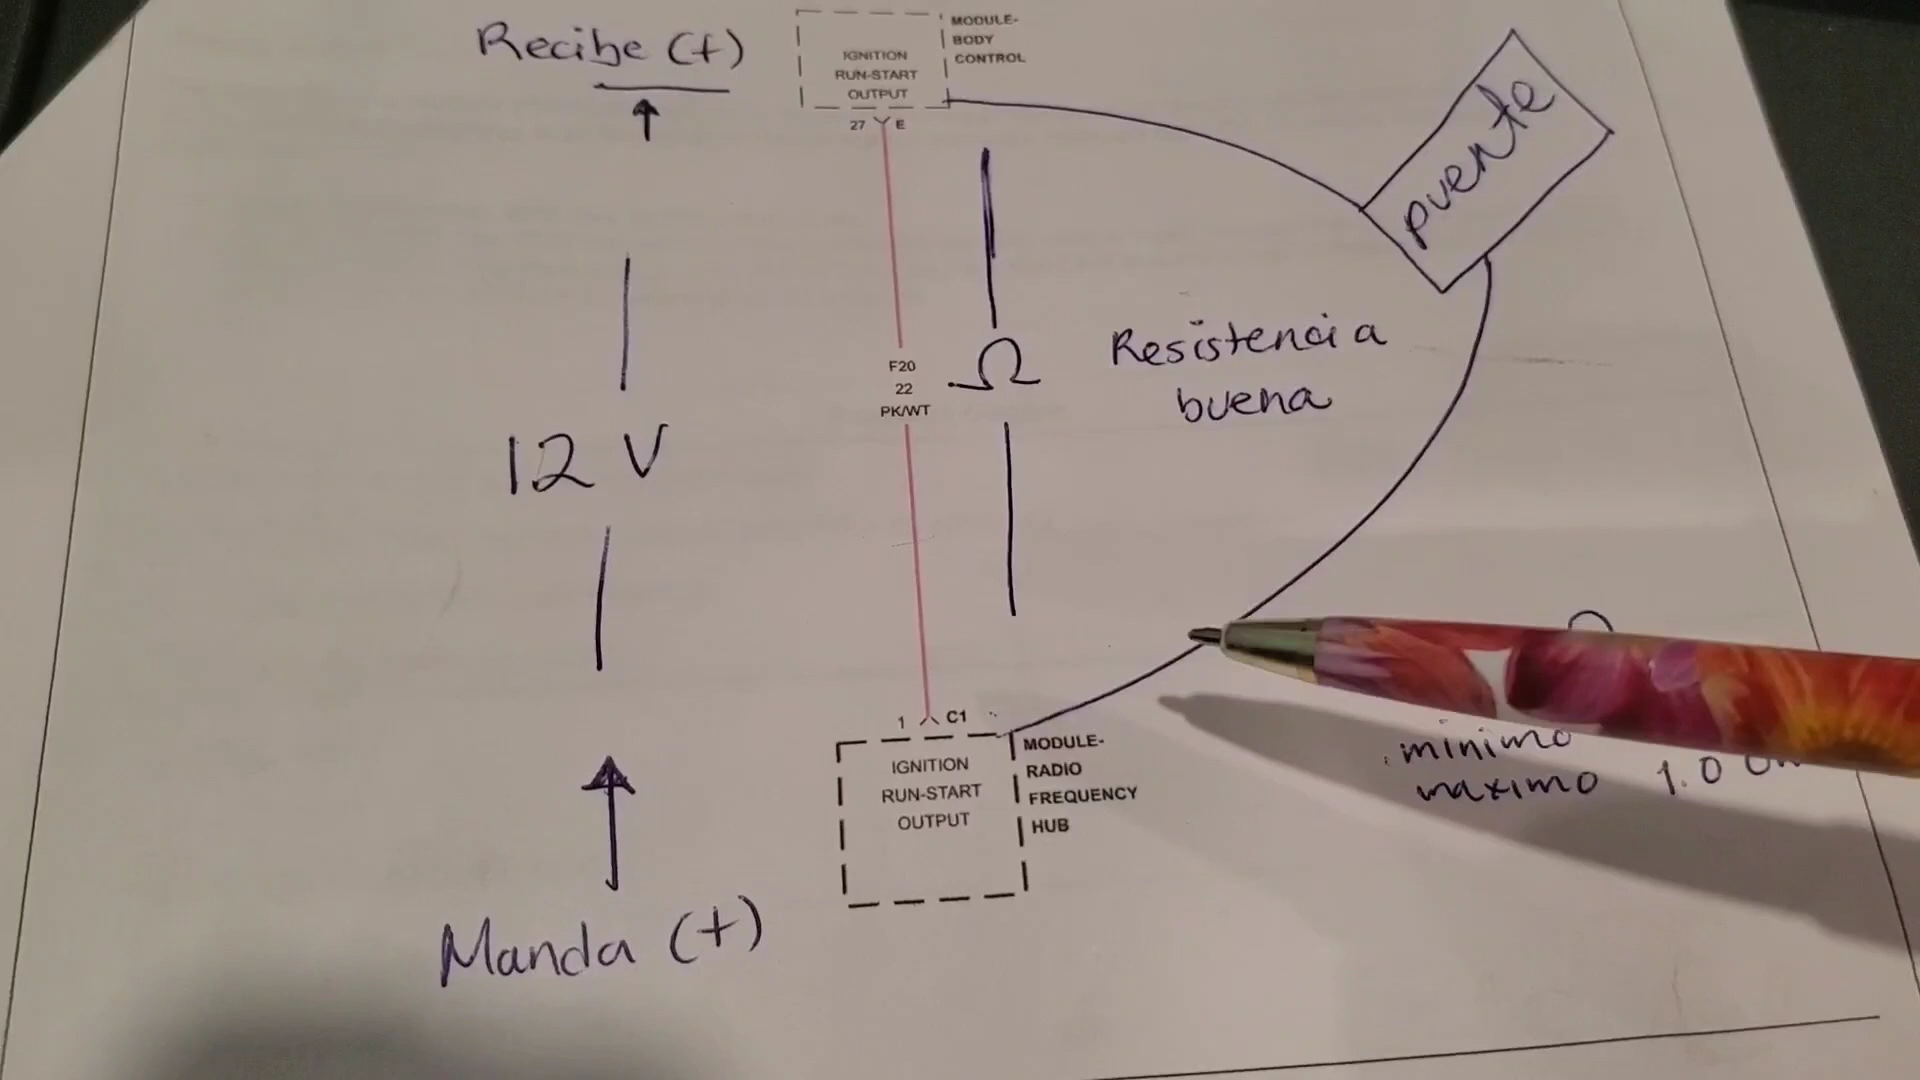 Recibe (+)
IGNITION
RUN-START
OUTPUT
MODULE-
BODY
CONTROL
27 E
puente
F20
22
PK/WT
Ω
Resistencia
buena
12 V
1 C1
IGNITION
RUN-START
OUTPUT
MODULE-
RADIO
FREQUENCY
HUB
minimo
maximo 1.0
Manda (+)